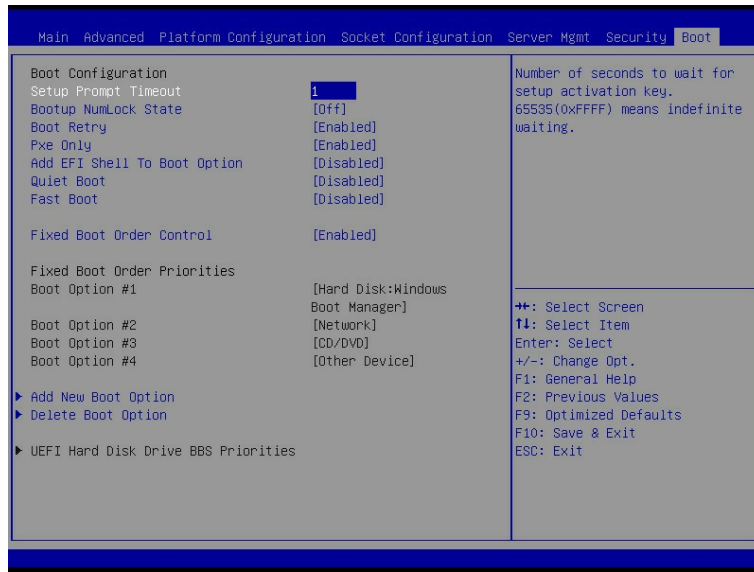 Main Advanced Platform Configuration Socket Configuration Server Mgmt Security Boot
Boot Configuration
Setup Prompt Timeout 1
Bootup NumLock State [Off]
Boot Retry [Enabled]
Pxe Only [Enabled]
Add EFI Shell To Boot Option [Disabled]
Quiet Boot [Disabled]
Fast Boot [Disabled]
Fixed Boot Order Control [Enabled]
Fixed Boot Order Priorities
Boot Option #1 [Hard Disk:Windows
Boot Manager]
Boot Option #2 [Network]
Boot Option #3 [CD/DVD]
Boot Option #4 [Other Device]
Add New Boot Option
Delete Boot Option
UEFI Hard Disk Drive BBS Priorities
Number of seconds to wait for
setup activation key.
65535(0xFFFF) means indefinite
waiting.
→←: Select Screen
↑↓: Select Item
Enter: Select
+/-: Change Opt.
F1: General Help
F2: Previous Values
F9: Optimized Defaults
F10: Save & Exit
ESC: Exit